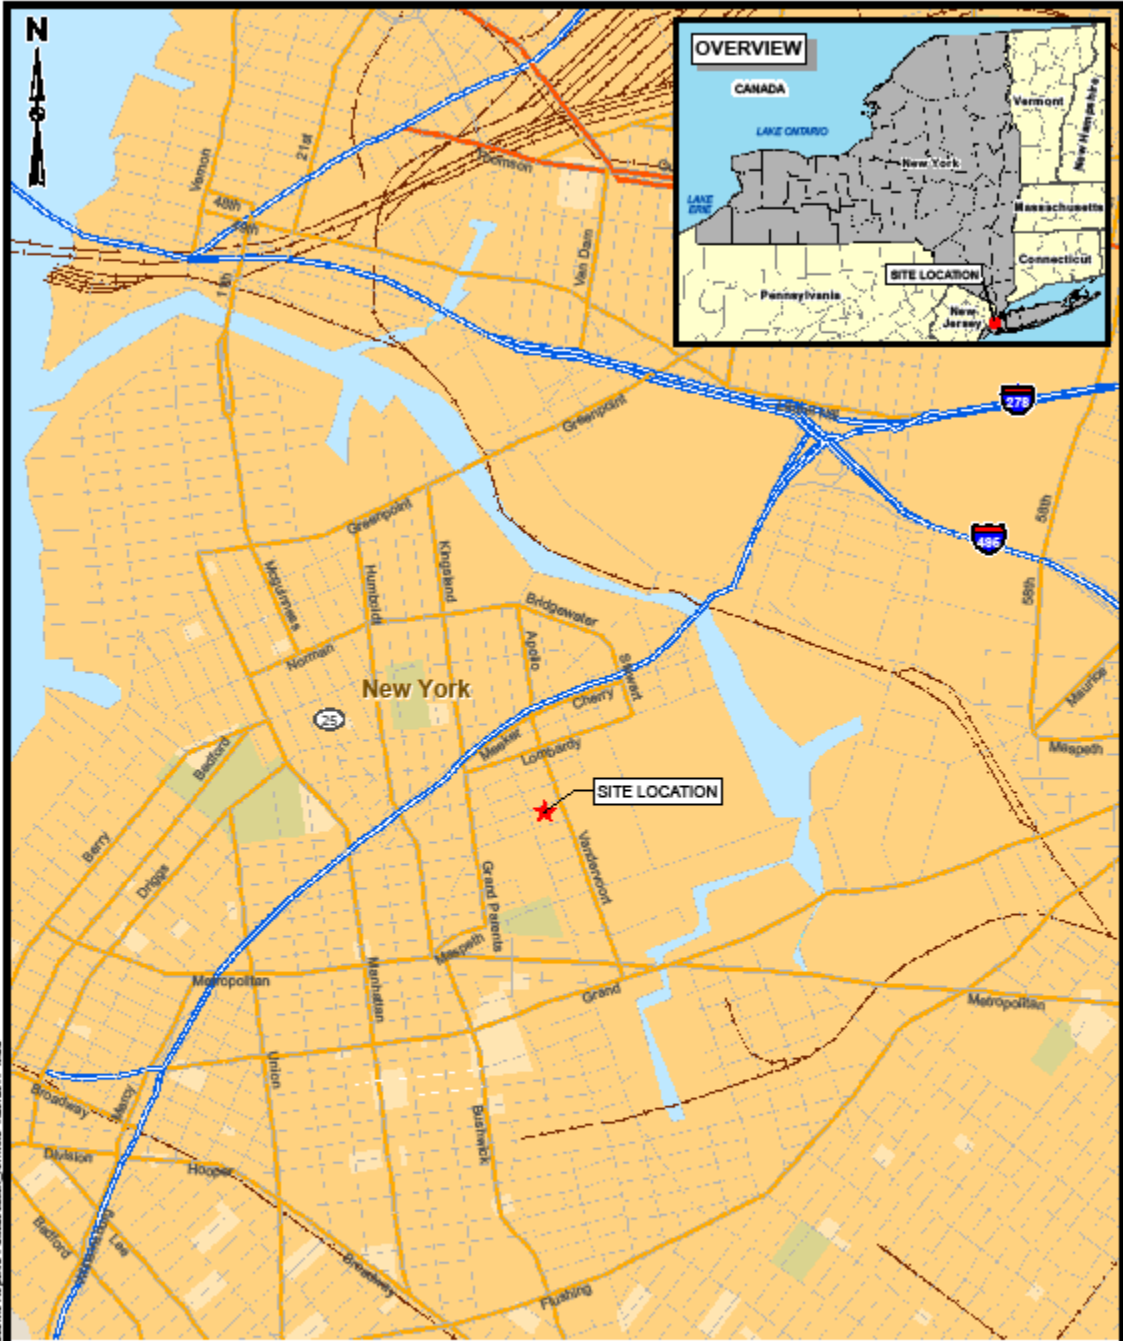 N
OVERVIEW
CANADA
LAKE ONTARIO
LAKE
ERIE
Vermont
New Hampshire
New York
Massachusetts
Connecticut
SITE LOCATION
Pennsylvania
New
Jersey
21st
Vernon
Thomson
48th
49th
11th
Van Dam
278
Greenpoint
58th
495
Greenpoint
Kingsland
Mcguinness
Humboldt
58th
Bridgewater
Apollo
Norman
Stewart
Maurice
New York
25
Cherry
Meeker
Lombardy
Maspeth
Bedford
SITE LOCATION
Berry
Driggs
Vandervoort
Grand Parents
Maspeth
Metropolitan
Manhattan
Grand
Metropolitan
Union
Broadway
Marcy
Bushwick
Division
Hooper
Bedford
Lee
Broadway
Flushing